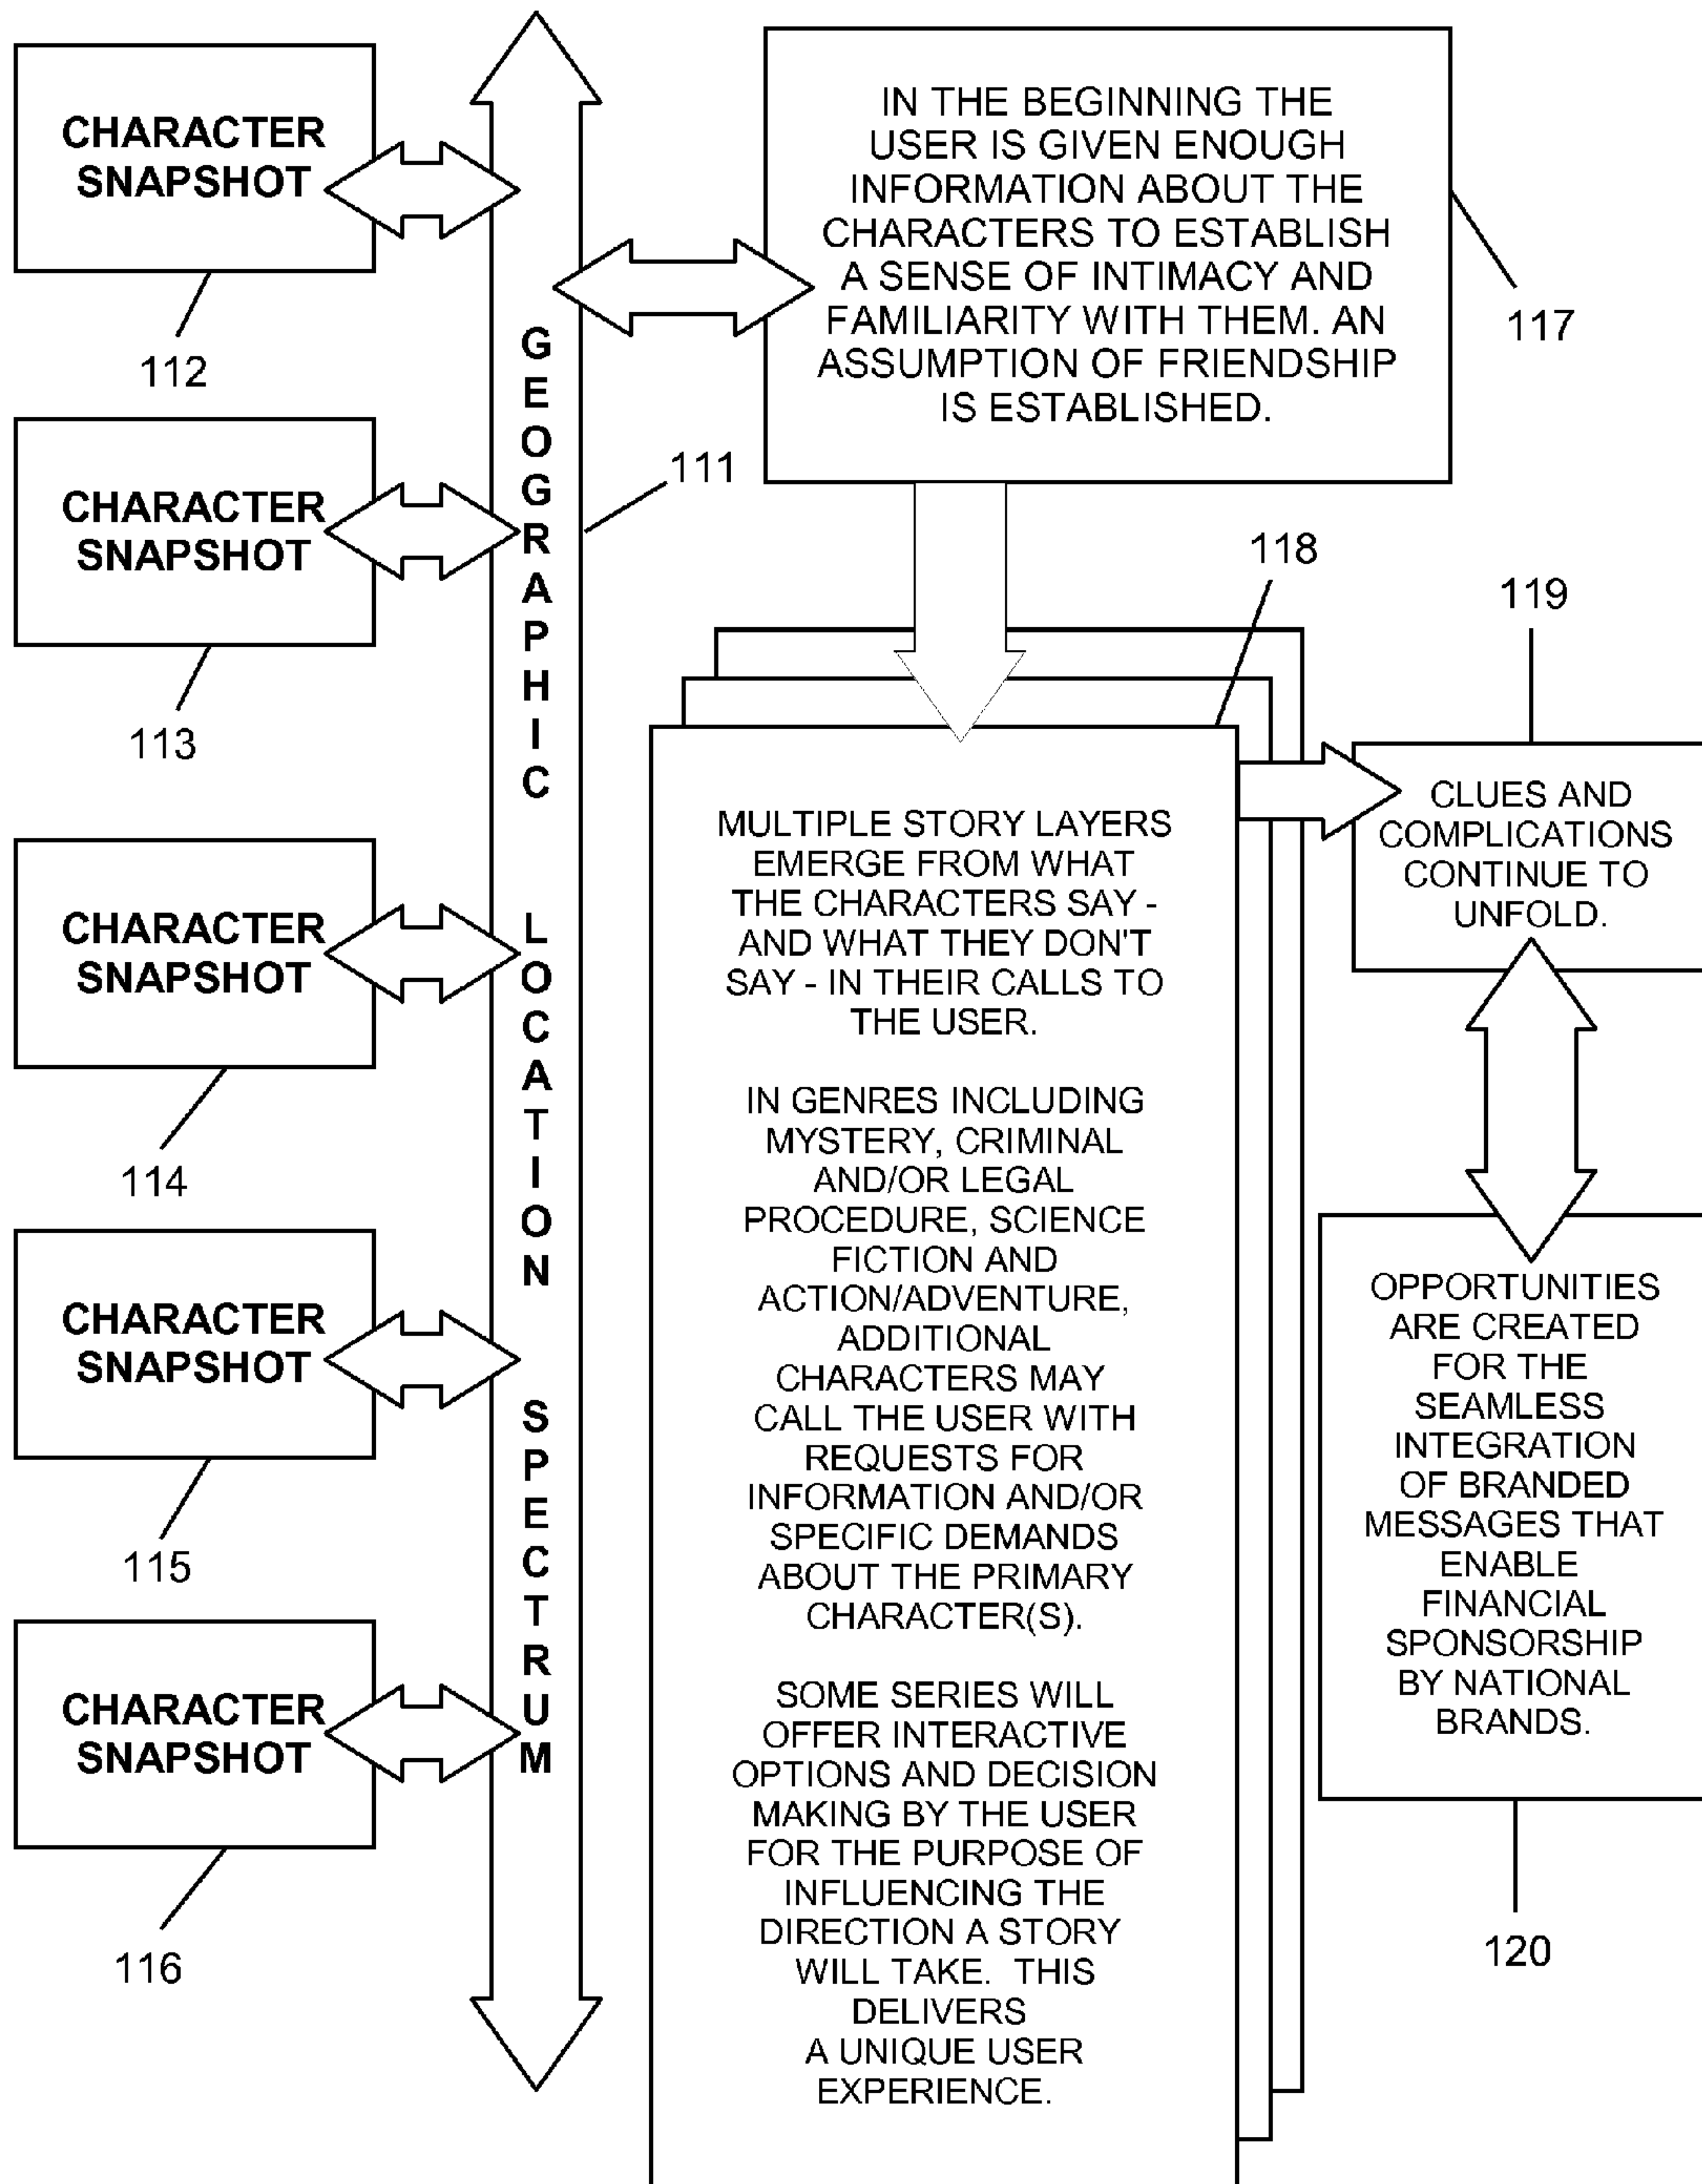 CHARACTER
SNAPSHOT
112
CHARACTER
SNAPSHOT
113
CHARACTER
SNAPSHOT
114
CHARACTER
SNAPSHOT
115
CHARACTER
SNAPSHOT
116
GEOGRAPHIC LOCATION SPECTRUM
111
IN THE BEGINNING THE
USER IS GIVEN ENOUGH
INFORMATION ABOUT THE
CHARACTERS TO ESTABLISH
A SENSE OF INTIMACY AND
FAMILIARITY WITH THEM. AN
ASSUMPTION OF FRIENDSHIP
IS ESTABLISHED.
117
118
MULTIPLE STORY LAYERS
EMERGE FROM WHAT
THE CHARACTERS SAY -
AND WHAT THEY DON'T
SAY - IN THEIR CALLS TO
THE USER.
IN GENRES INCLUDING
MYSTERY, CRIMINAL
AND/OR LEGAL
PROCEDURE, SCIENCE
FICTION AND
ACTION/ADVENTURE,
ADDITIONAL
CHARACTERS MAY
CALL THE USER WITH
REQUESTS FOR
INFORMATION AND/OR
SPECIFIC DEMANDS
ABOUT THE PRIMARY
CHARACTER(S).
SOME SERIES WILL
OFFER INTERACTIVE
OPTIONS AND DECISION
MAKING BY THE USER
FOR THE PURPOSE OF
INFLUENCING THE
DIRECTION A STORY
WILL TAKE.  THIS
DELIVERS
A UNIQUE USER
EXPERIENCE.
119
CLUES AND
COMPLICATIONS
CONTINUE TO
UNFOLD.
OPPORTUNITIES
ARE CREATED
FOR THE
SEAMLESS
INTEGRATION
OF BRANDED
MESSAGES THAT
ENABLE
FINANCIAL
SPONSORSHIP
BY NATIONAL
BRANDS.
120